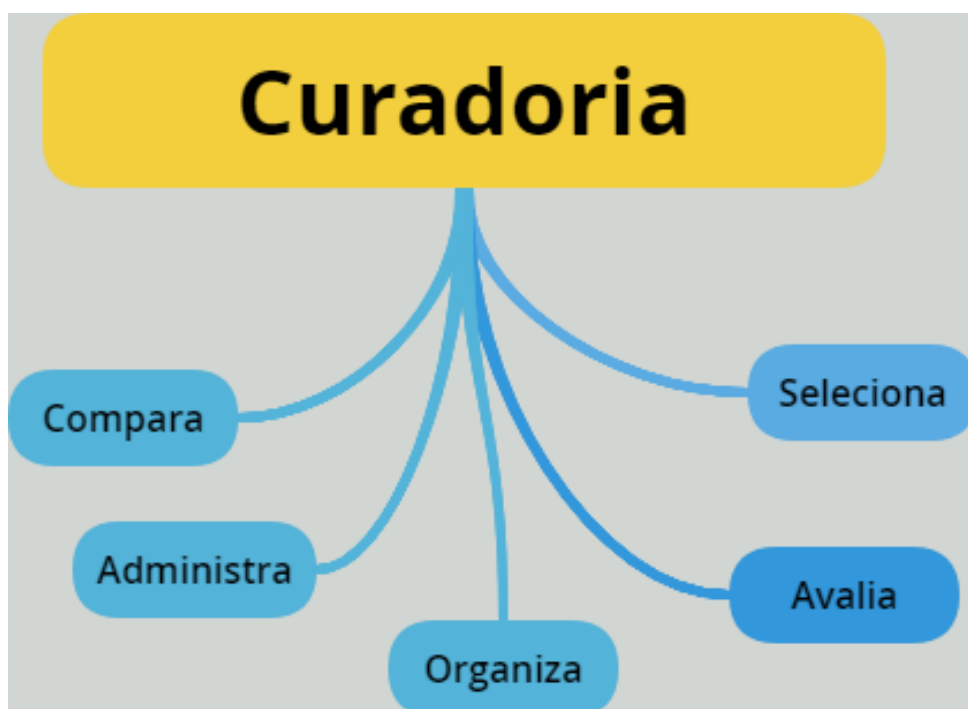 Curadoria
Seleciona
Compara
Administra
Avalia
Organiza